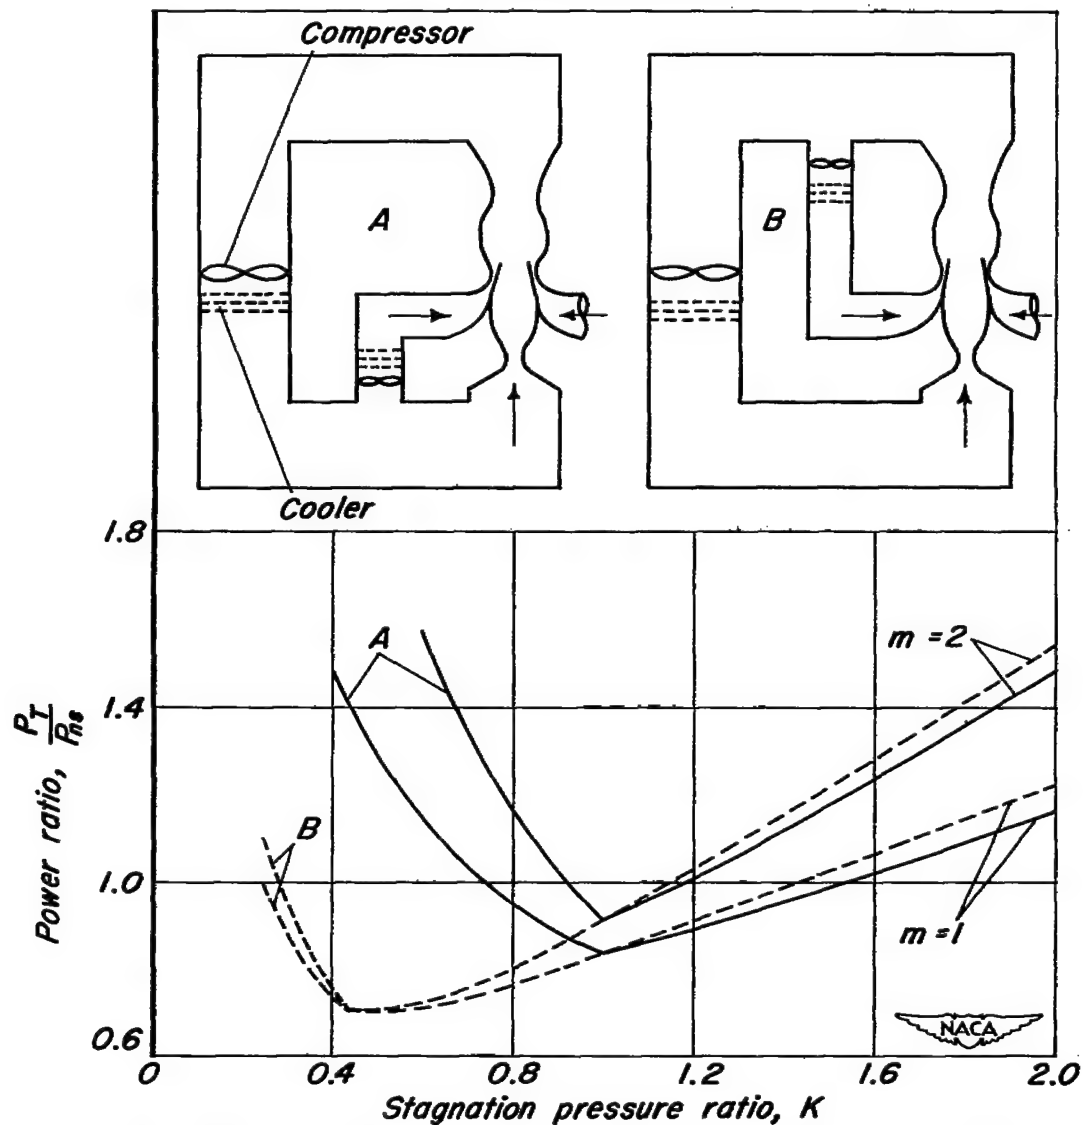 Compressor
A
B
Cooler
1.8
1.4
1.0
0.6
Power ratio, P_T/P_ns
A
B
m = 2
m = 1
NACA
0
0.4
0.8
1.2
1.6
2.0
Stagnation pressure ratio, K